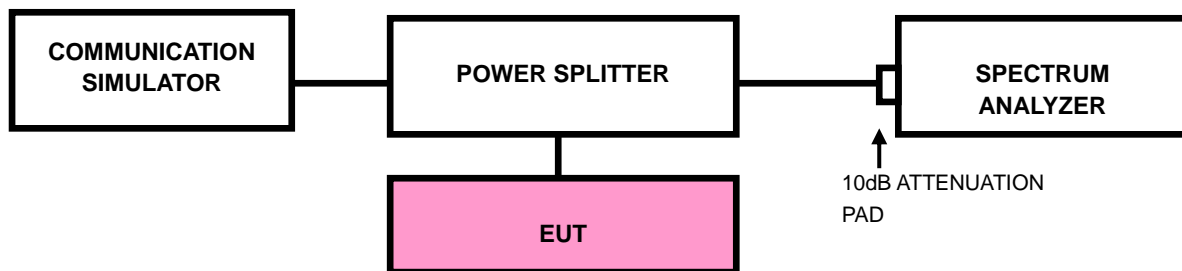 COMMUNICATION
SIMULATOR
POWER SPLITTER
SPECTRUM
ANALYZER
10dB ATTENUATION
PAD
EUT